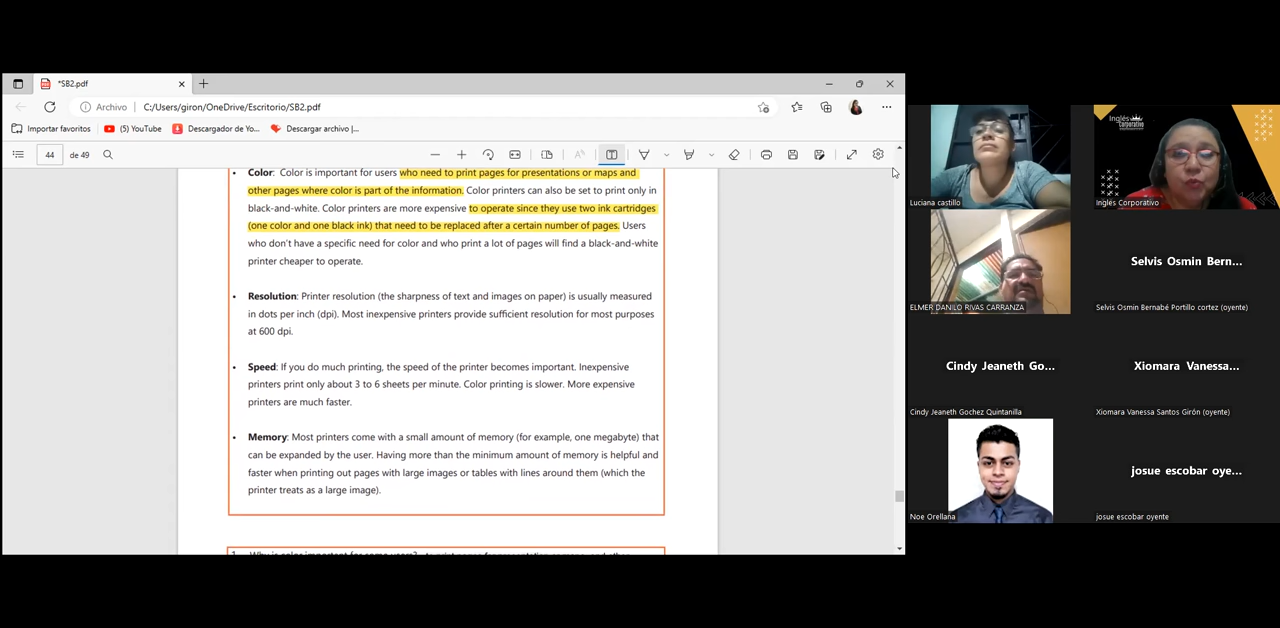 *SB2.pdf
Archivo
C:/Users/giron/OneDrive/Escritorio/SB2.pdf
Importar favoritos
(5) YouTube
Descargador de Yo...
Descargar archivo |...
44
de 49
Color: Color is important for users who need to print pages for presentations or maps and
other pages where color is part of the information. Color printers can also be set to print only in
black-and-white. Color printers are more expensive to operate since they use two ink cartridges
(one color and one black ink) that need to be replaced after a certain number of pages. Users
who don't have a specific need for color and who print a lot of pages will find a black-and-white
printer cheaper to operate.
Resolution: Printer resolution (the sharpness of text and images on paper) is usually measured
in dots per inch (dpi). Most inexpensive printers provide sufficient resolution for most purposes
at 600 dpi.
Speed: If you do much printing, the speed of the printer becomes important. Inexpensive
printers print only about 3 to 6 sheets per minute. Color printing is slower. More expensive
printers are much faster.
Memory: Most printers come with a small amount of memory (for example, one megabyte) that
can be expanded by the user. Having more than the minimum amount of memory is helpful and
faster when printing out pages with large images or tables with lines around them (which the
printer treats as a large image).
Luciana castillo
Inglés Corporativo
Inglés Corporativo
ELMER DANILO RIVAS CARRANZA
Selvis Osmin Bern...
Selvis Osmin Bernabé Portillo cortez (oyente)
Cindy Jeaneth Go...
Cindy Jeaneth Gochez Quintanilla
Xiomara Vanessa...
Xiomara Vanessa Santos Girón (oyente)
Noe Orellana
josue escobar oye...
josue escobar oyente